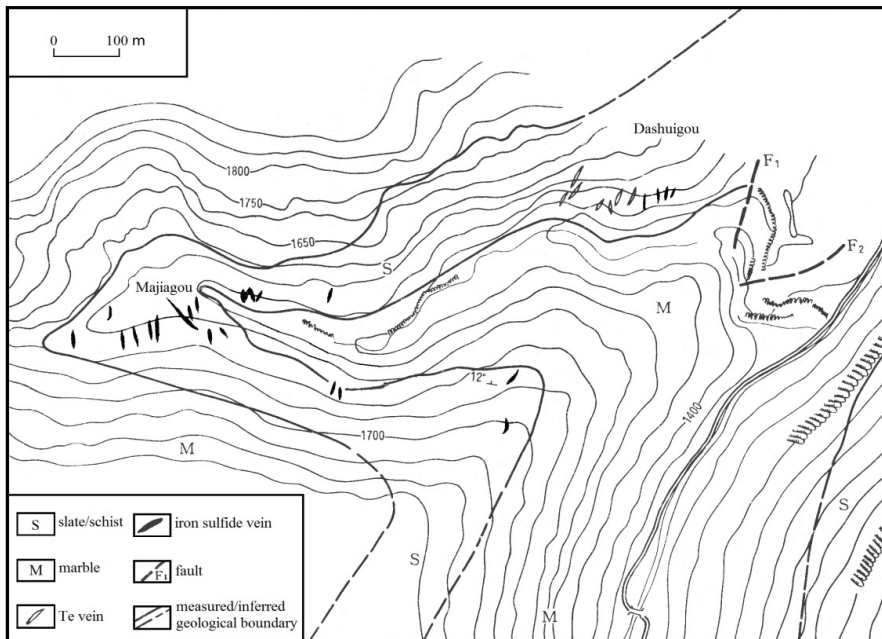 0 100 m
Dashuigou
F₁
1800
1750
F₂
1650
S
Majiagou
M
12°
1400
1700
M
S
S
M
S slate/schist
M marble
Te vein
iron sulfide vein
F₁ fault
measured/inferred
geological boundary